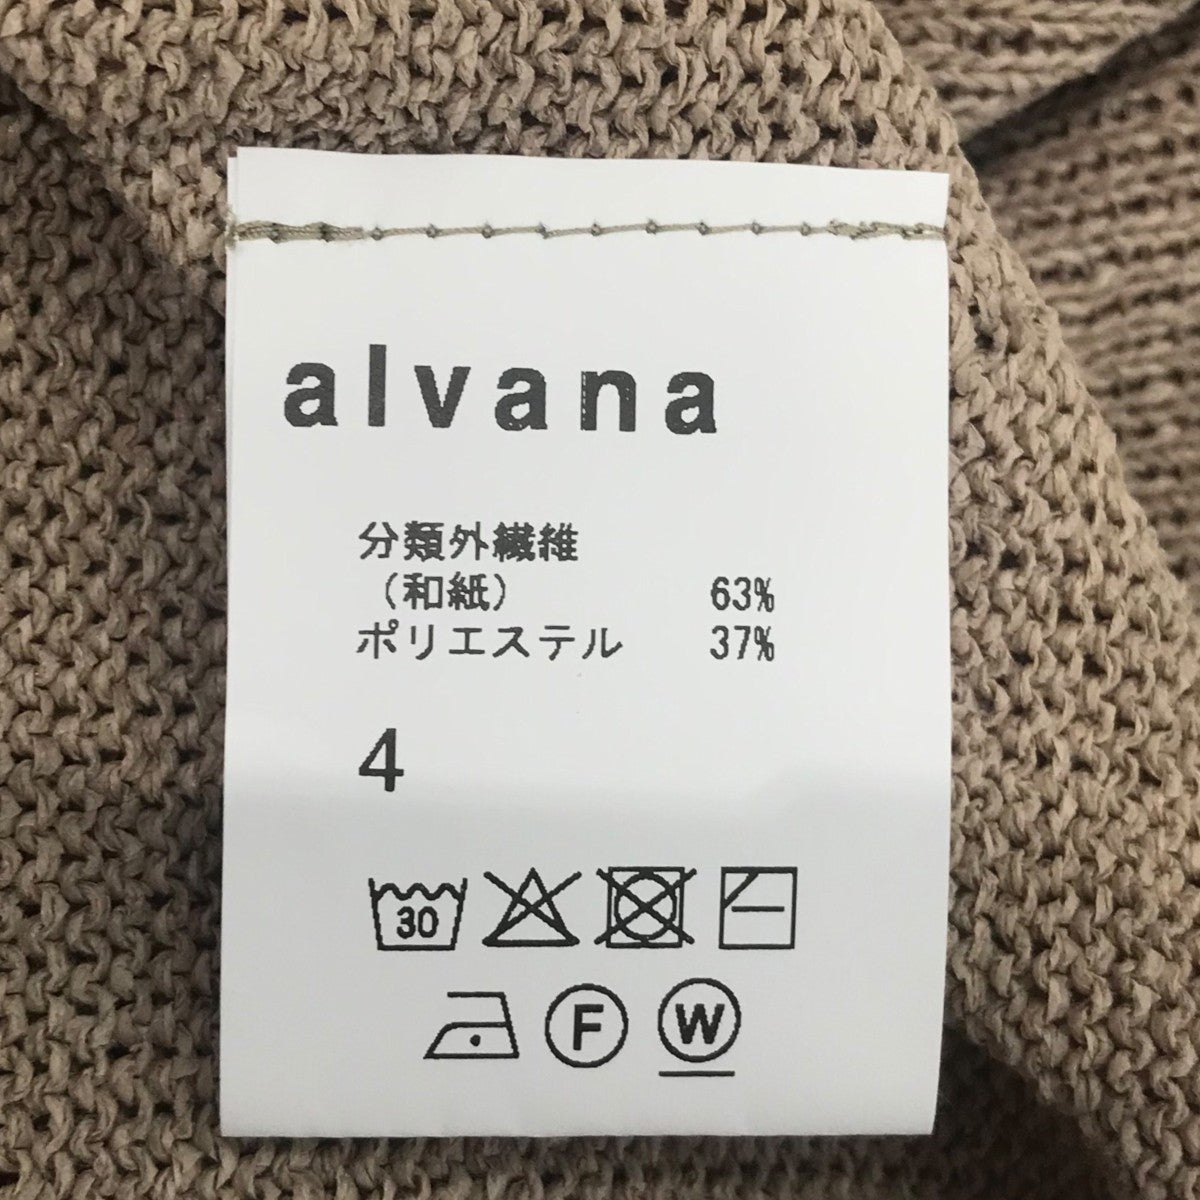 alvana
分類外繊維
（和紙） 63%
ポリエステル 37%
4
30
F W